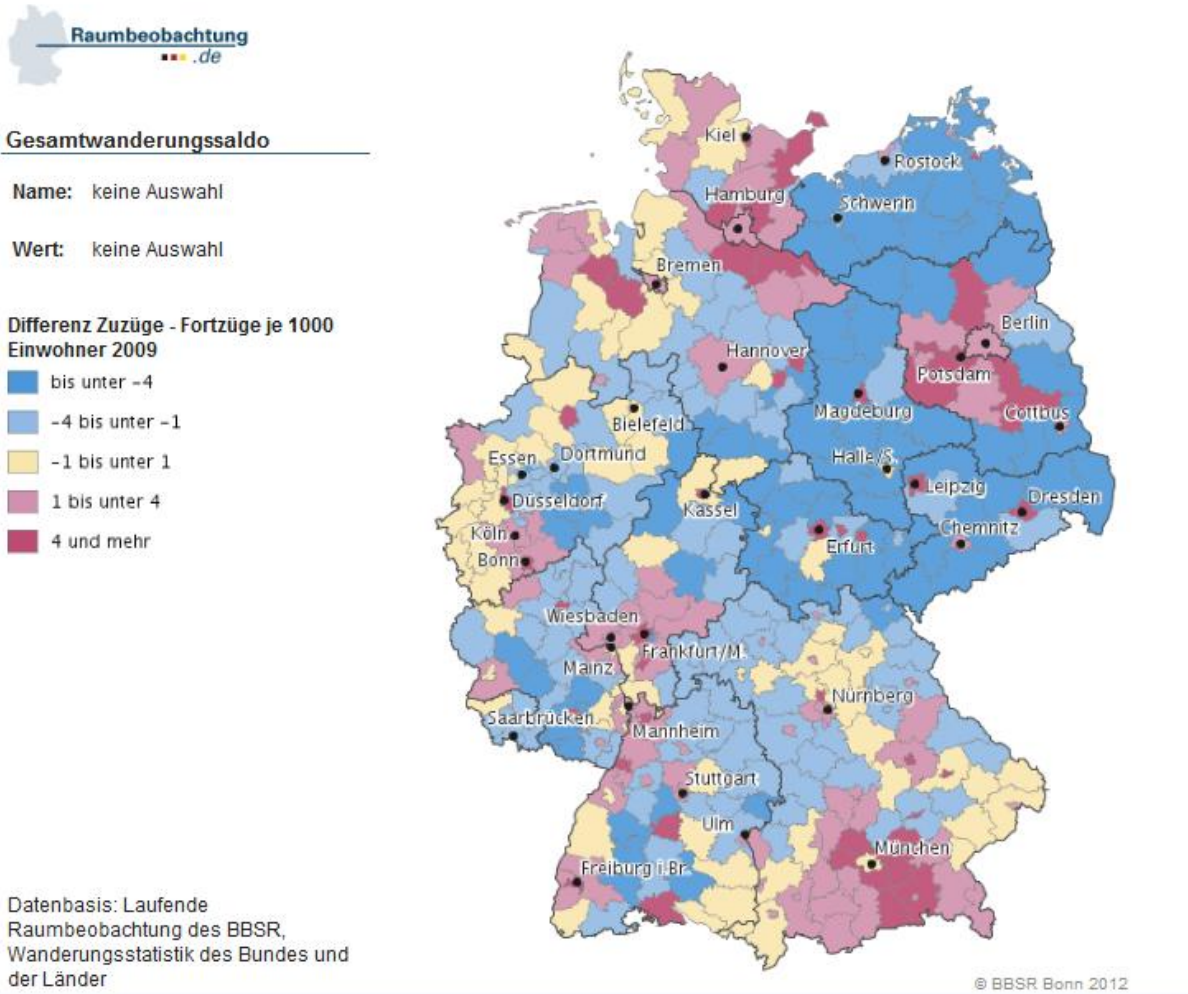 Raumbeobachtung
.de
Gesamtwanderungssaldo
Name: keine Auswahl
Wert: keine Auswahl
Differenz Zuzüge - Fortzüge je 1000
Einwohner 2009
bis unter -4
-4 bis unter -1
-1 bis unter 1
1 bis unter 4
4 und mehr
Kiel
Rostock
Hamburg
Schwerin
Bremen
Berlin
Hannover
Potsdam
Magdeburg
Cottbus
Bielefeld
Essen
Dortmund
Halle/S.
Leipzig
Düsseldorf
Kassel
Dresden
Köln
Chemnitz
Erfurt
Bonn
Wiesbaden
Frankfurt/M.
Mainz
Nürnberg
Saarbrücken
Mannheim
Stuttgart
Ulm
München
Freiburg i.Br.
Datenbasis: Laufende
Raumbeobachtung des BBSR,
Wanderungsstatistik des Bundes und
der Länder
© BBSR Bonn 2012